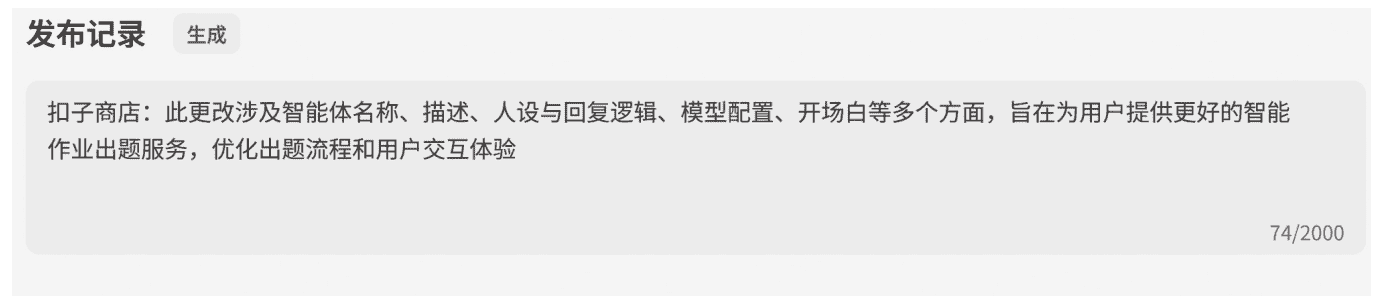 发布记录 生成
扣子商店：此更改涉及智能体名称、描述、人设与回复逻辑、模型配置、开场白等多个方面，旨在为用户提供更好的智能
作业出题服务，优化出题流程和用户交互体验
74/2000